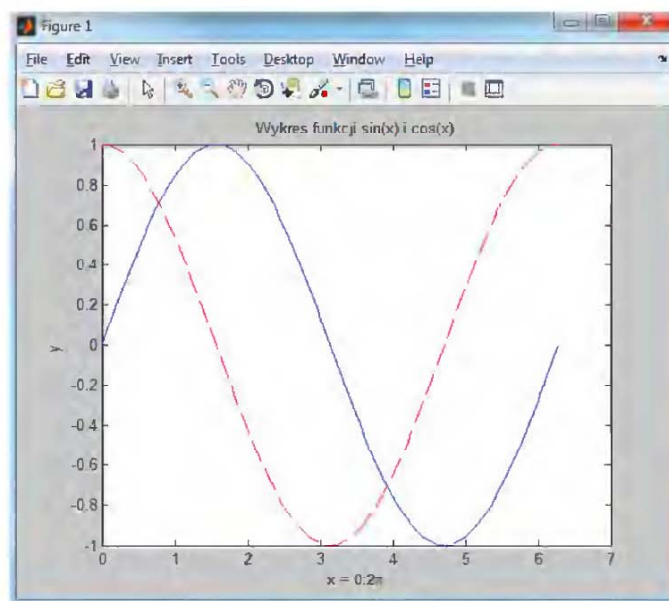 Figure 1
File Edit View Insert Tools Desktop Window Help
Wykres funkcji sin(x) i cos(x)
1
0.8
0.6
0.4
0.2
0
-0.2
-0.4
-0.6
-0.8
-1
y
0 1 2 3 4 5 6 7
x = 0:2π